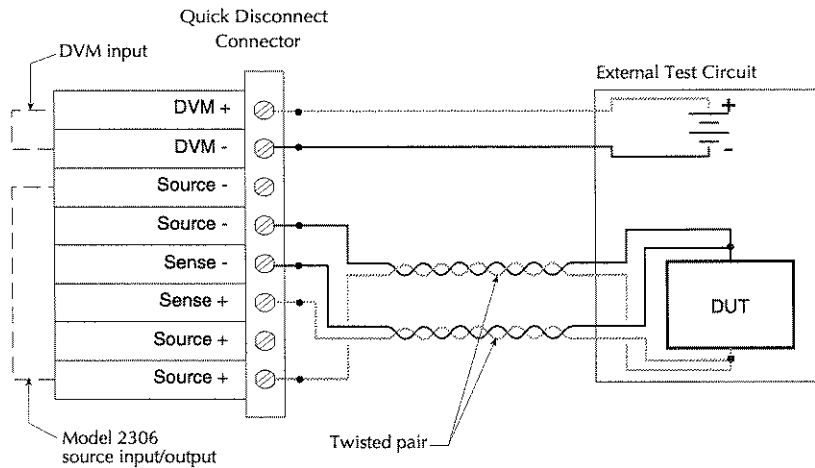 Quick Disconnect
Connector
DVM input
External Test Circuit
DVM +
+
DVM -
-
Source -
Source -
Sense -
Sense +
DUT
Source +
Source +
Model 2306
source input/output
Twisted pair